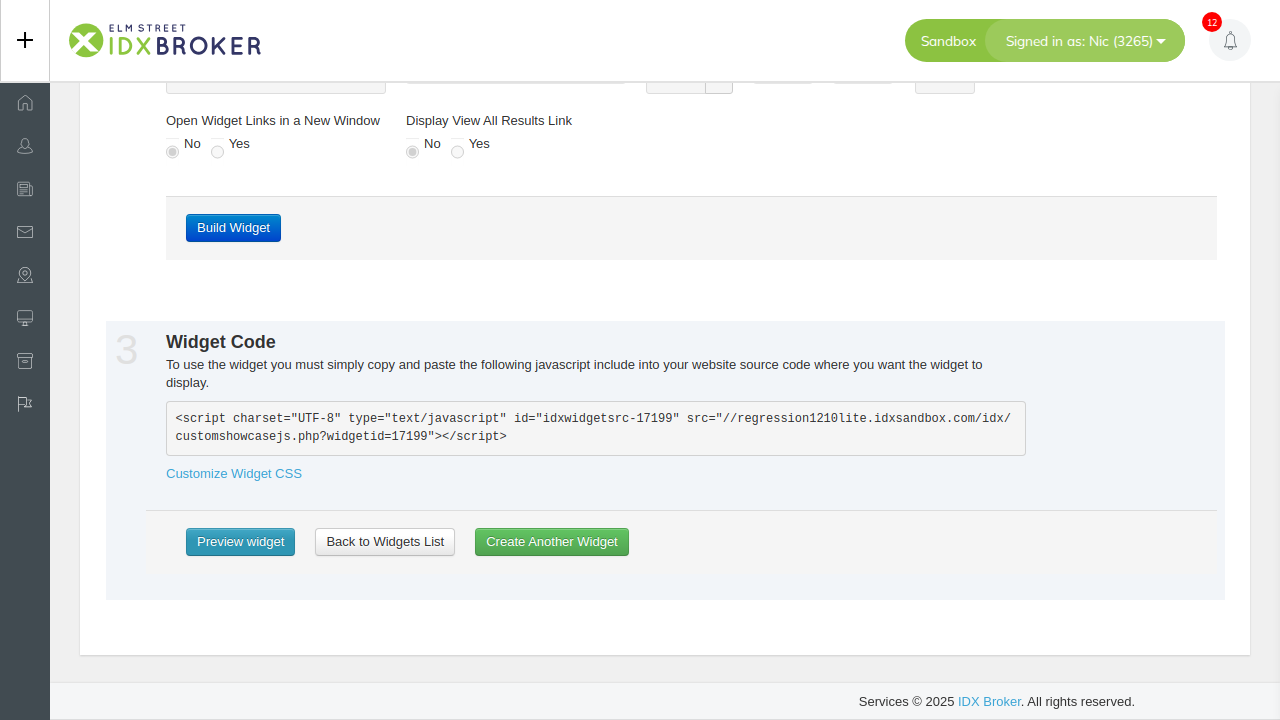 ELM STREET
IDXBROKER
Sandbox
Signed in as: Nic (3265)
12
Open Widget Links in a New Window
No
Yes
Display View All Results Link
No
Yes
Build Widget
3
Widget Code
To use the widget you must simply copy and paste the following javascript include into your website source code where you want the widget to
display.
<script charset="UTF-8" type="text/javascript" id="idxwidgetsrc-17199" src="//regression1210lite.idxsandbox.com/idx/
customshowcasejs.php?widgetid=17199"></script>
Customize Widget CSS
Preview widget
Back to Widgets List
Create Another Widget
Services © 2025 IDX Broker. All rights reserved.